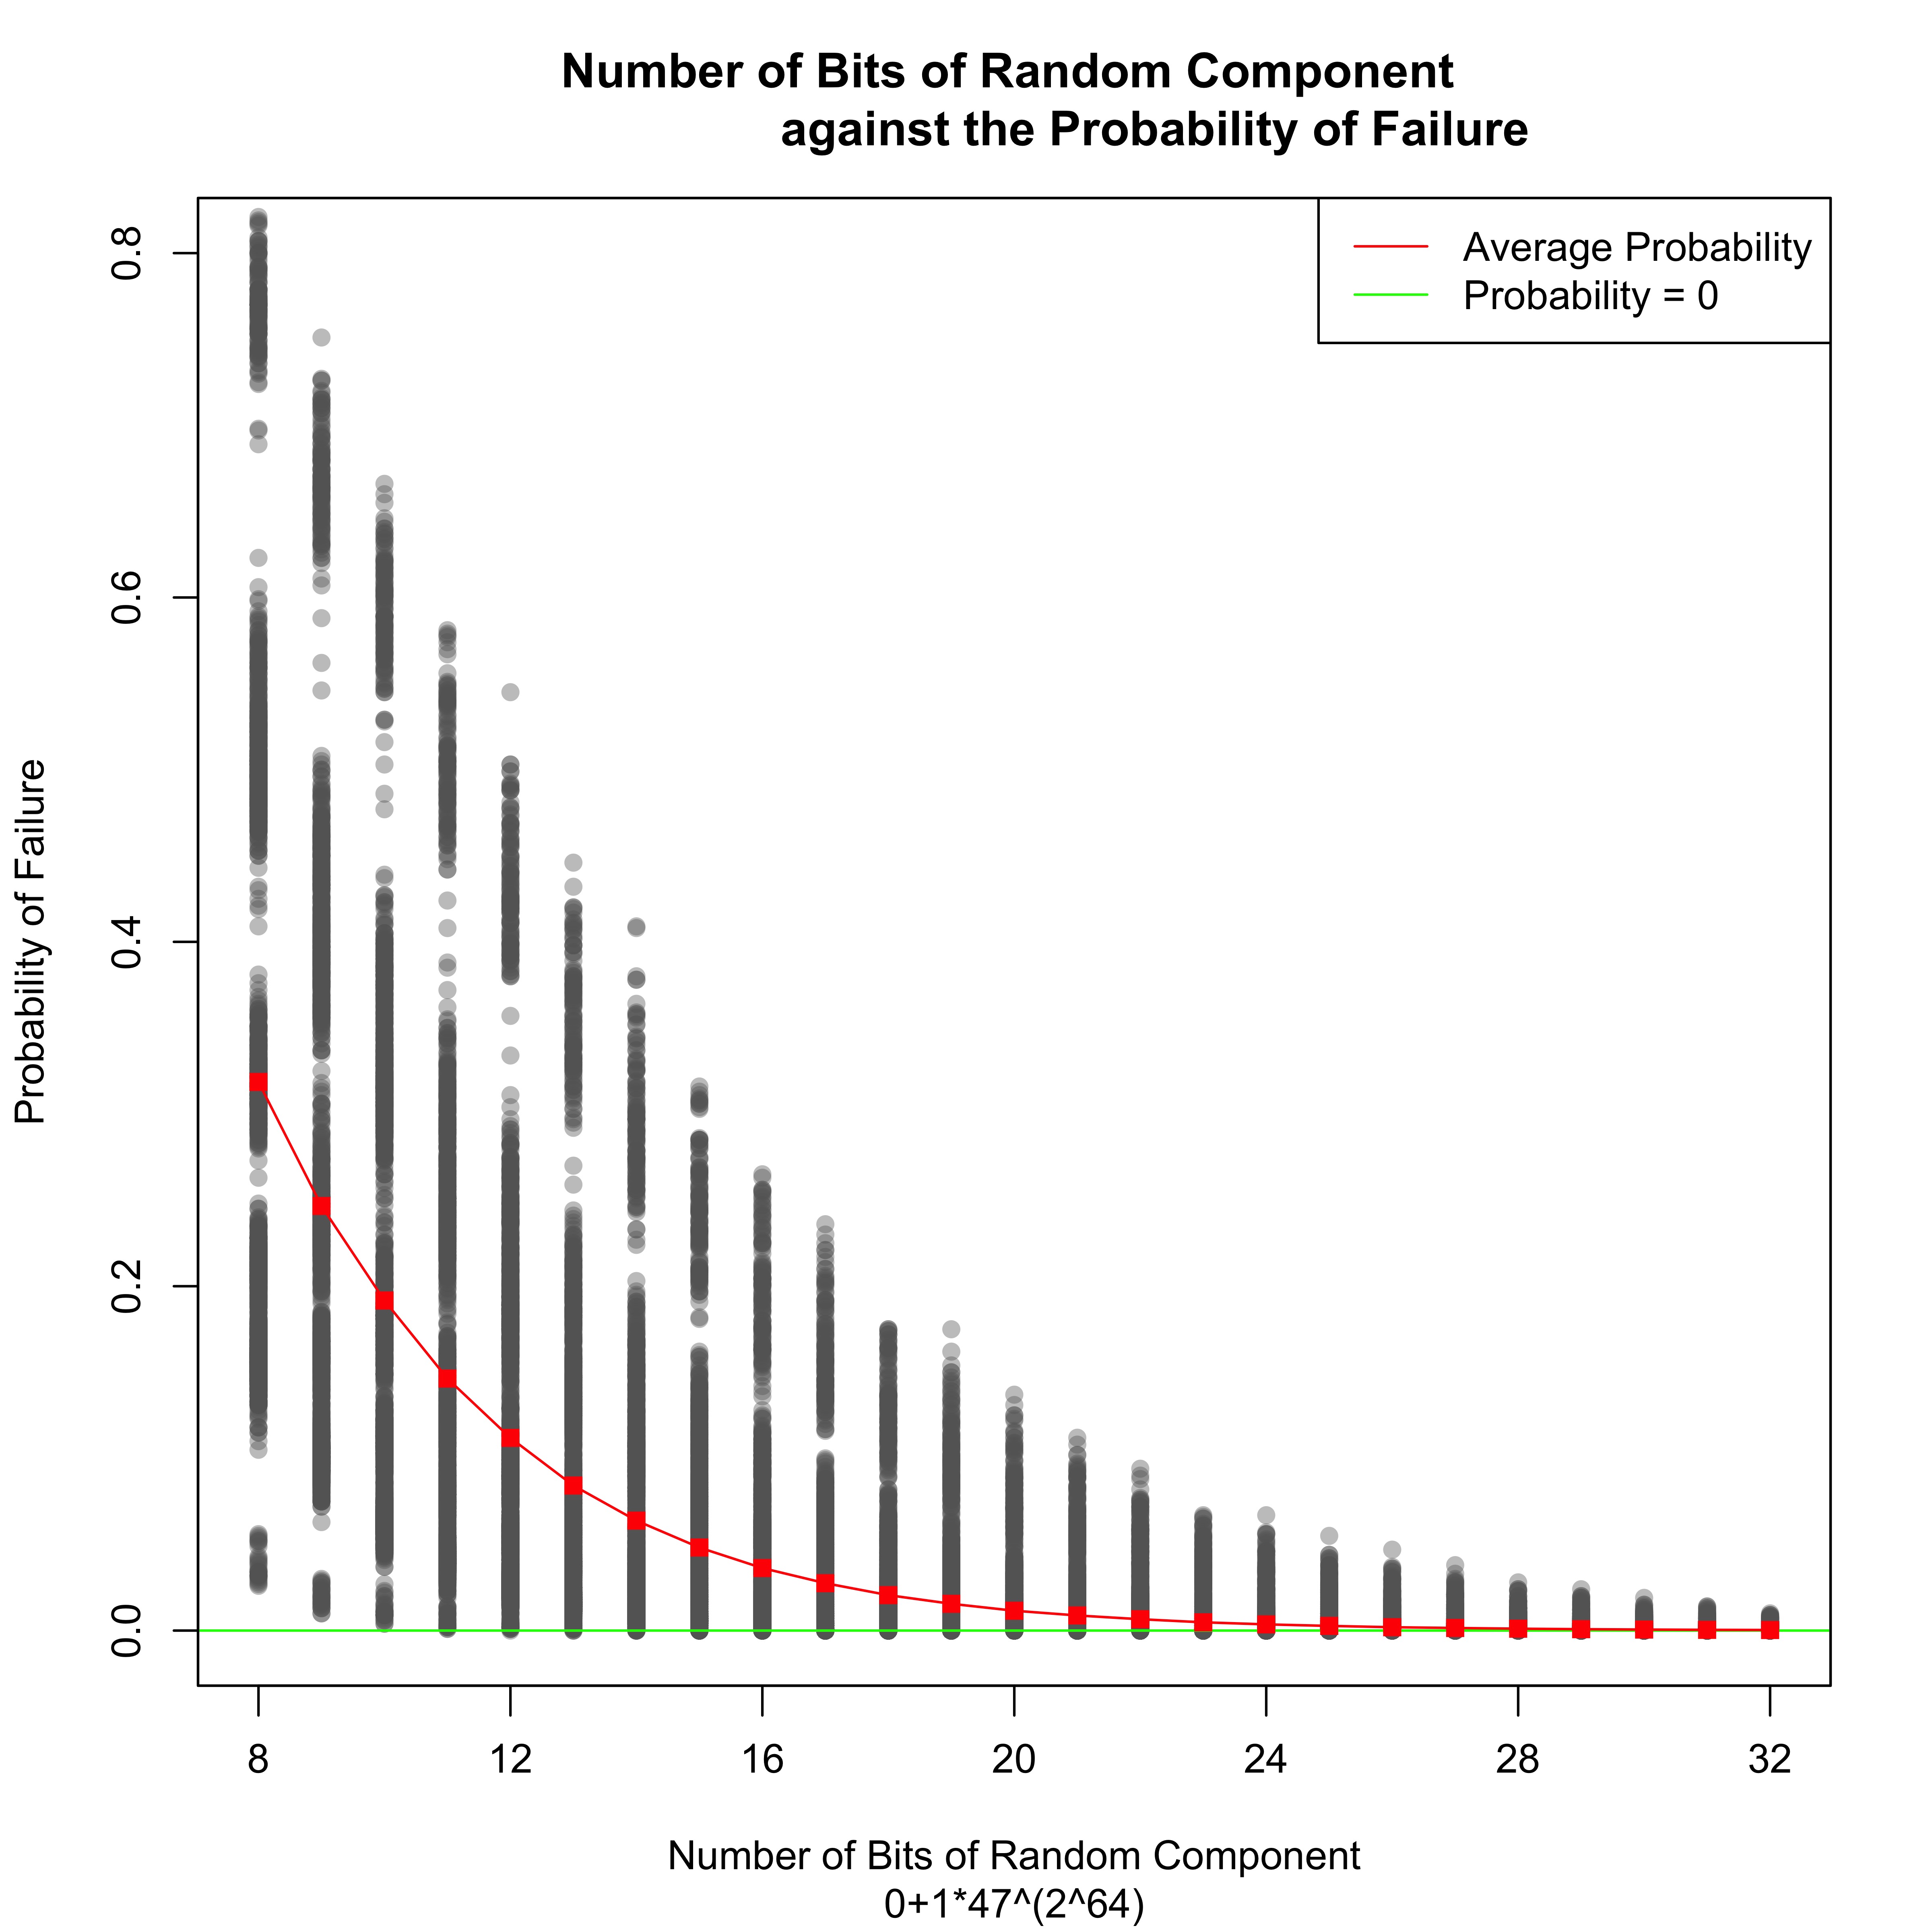 Number of Bits of Random Component
against the Probability of Failure
Average Probability
Probability = 0
Probability of Failure
0.8
0.6
0.4
0.2
0.0
8 12 16 20 24 28 32
Number of Bits of Random Component
0+1*47^(2^64)